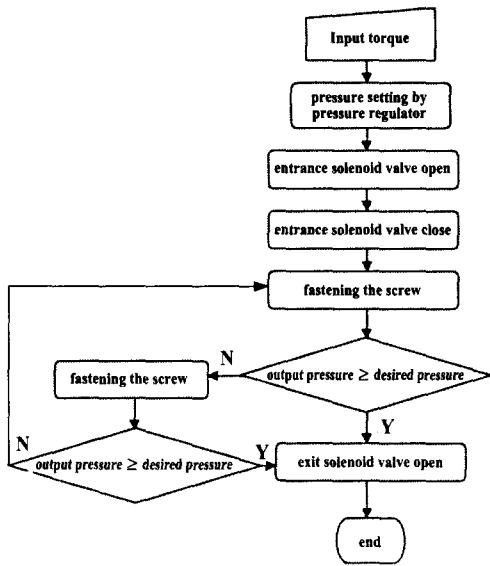 Input torque
pressure setting by
pressure regulator
entrance solenoid valve open
entrance solenoid valve close
fastening the screw
output pressure ≥ desired pressure
N
Y
fastening the screw
output pressure ≥ desired pressure
N
Y
exit solenoid valve open
end